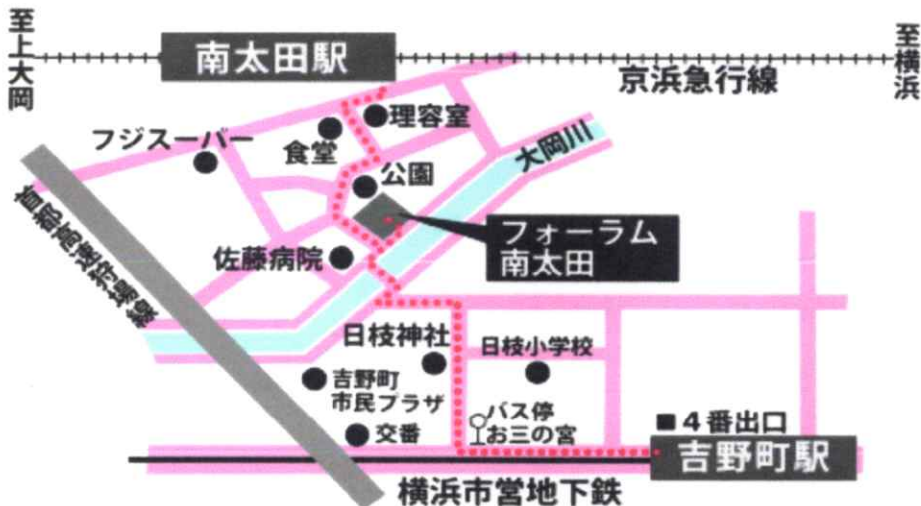 至上大岡
南太田駅
京浜急行線
至横浜
理容室
食堂
フジスーパー
公園
大岡川
首都高速狩場線
フォーラム
南太田
佐藤病院
日枝神社
日枝小学校
吉野町
市民プラザ
バス停
お三の宮
交番
■4番出口
吉野町駅
横浜市営地下鉄